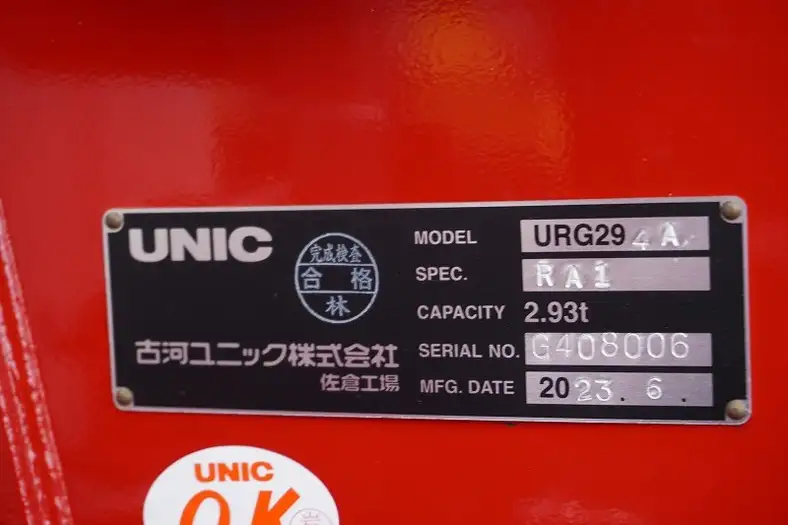 UNIC
完成検査
合格
林
古河ユニック株式会社
佐倉工場
MODEL URG294A
SPEC. RA1
CAPACITY 2.93t
SERIAL NO. G408006
MFG. DATE 2023.6.
UNIC
OK